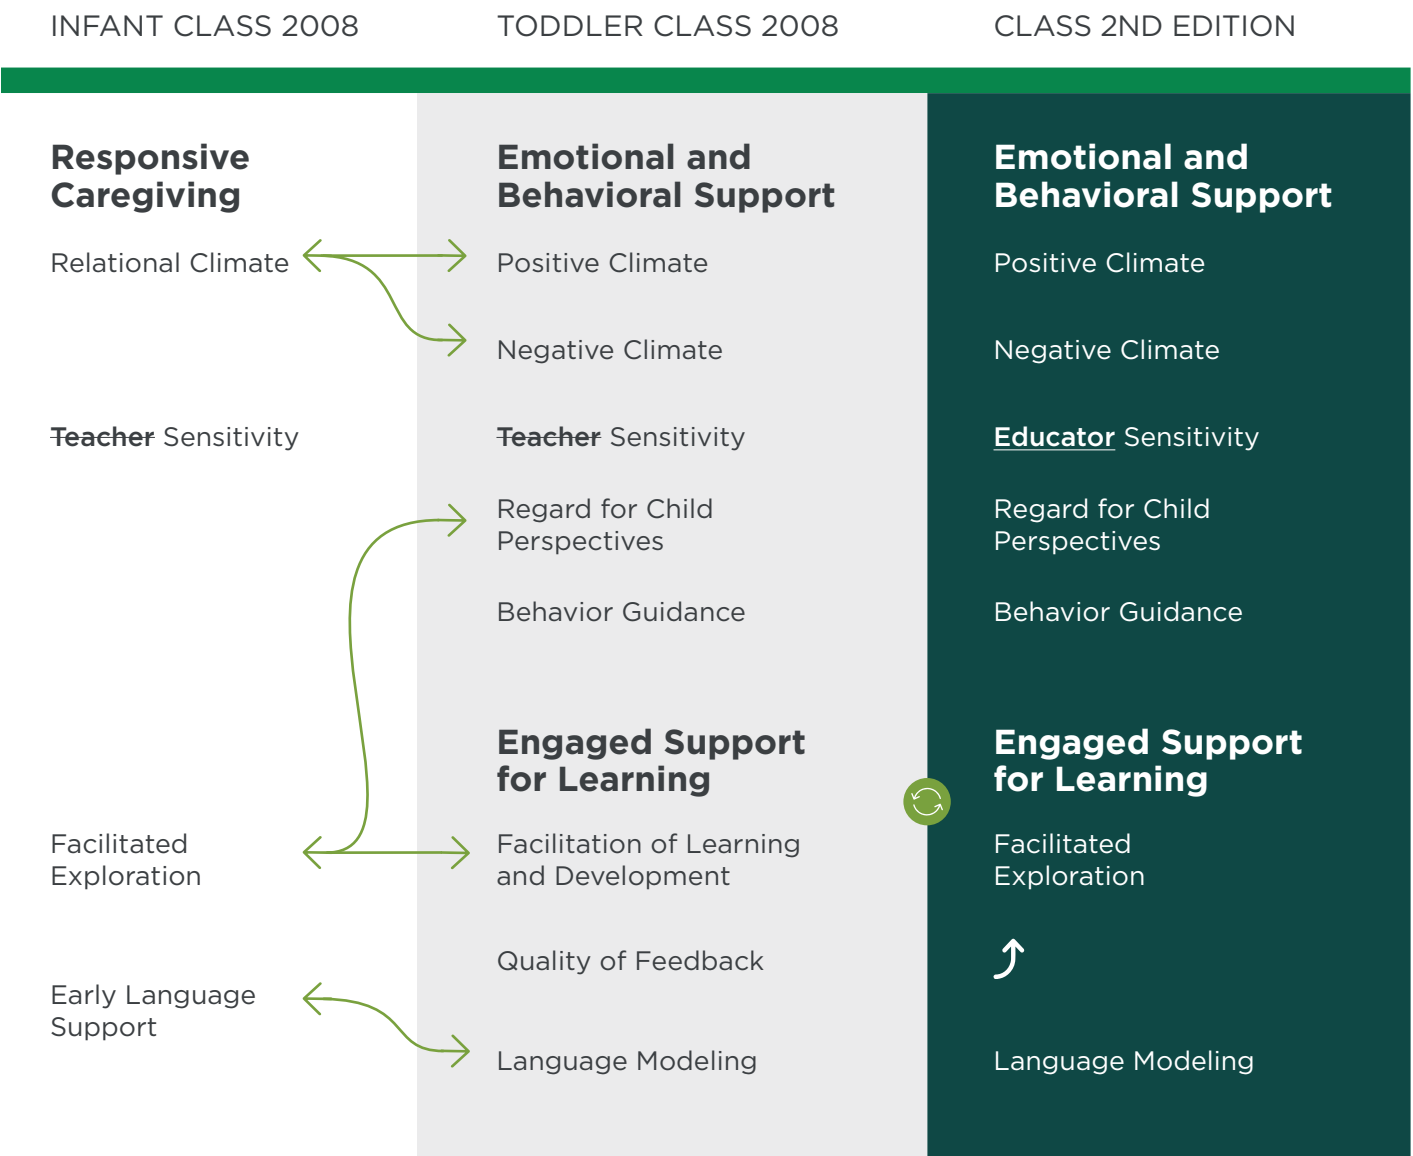 INFANT CLASS 2008
TODDLER CLASS 2008
CLASS 2ND EDITION
Responsive
Caregiving
Relational Climate
Teacher Sensitivity
Facilitated
Exploration
Early Language
Support
Emotional and
Behavioral Support
Positive Climate
Negative Climate
Teacher Sensitivity
Regard for Child
Perspectives
Behavior Guidance
Engaged Support
for Learning
Facilitation of Learning
and Development
Quality of Feedback
Language Modeling
Emotional and
Behavioral Support
Positive Climate
Negative Climate
Educator Sensitivity
Regard for Child
Perspectives
Behavior Guidance
Engaged Support
for Learning
Facilitated
Exploration
Language Modeling